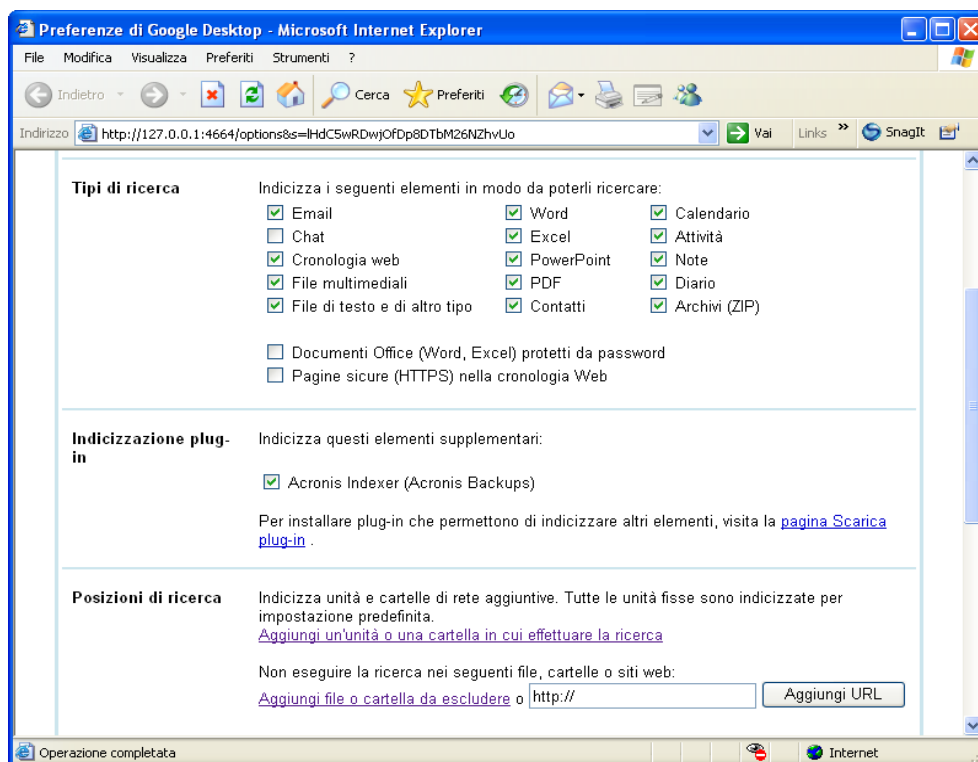 Preferenze di Google Desktop - Microsoft Internet Explorer
File Modifica Visualizza Preferiti Strumenti ?
Indietro Cerca Preferiti
Indirizzo http://127.0.0.1:4664/options&s=lHdC5wRDwjOfDp8DTbM26NZhvUo Vai Links » SnagIt
Tipi di ricerca
Indicizza i seguenti elementi in modo da poterli ricercare:
Email Word Calendario
Chat Excel Attività
Cronologia web PowerPoint Note
File multimediali PDF Diario
File di testo e di altro tipo Contatti Archivi (ZIP)
Documenti Office (Word, Excel) protetti da password
Pagine sicure (HTTPS) nella cronologia Web
Indicizzazione plug-
in
Indicizza questi elementi supplementari:
Acronis Indexer (Acronis Backups)
Per installare plug-in che permettono di indicizzare altri elementi, visita la pagina Scarica
plug-in .
Posizioni di ricerca
Indicizza unità e cartelle di rete aggiuntive. Tutte le unità fisse sono indicizzate per
impostazione predefinita.
Aggiungi un'unità o una cartella in cui effettuare la ricerca
Non eseguire la ricerca nei seguenti file, cartelle o siti web:
Aggiungi file o cartella da escludere o http:// Aggiungi URL
Operazione completata Internet